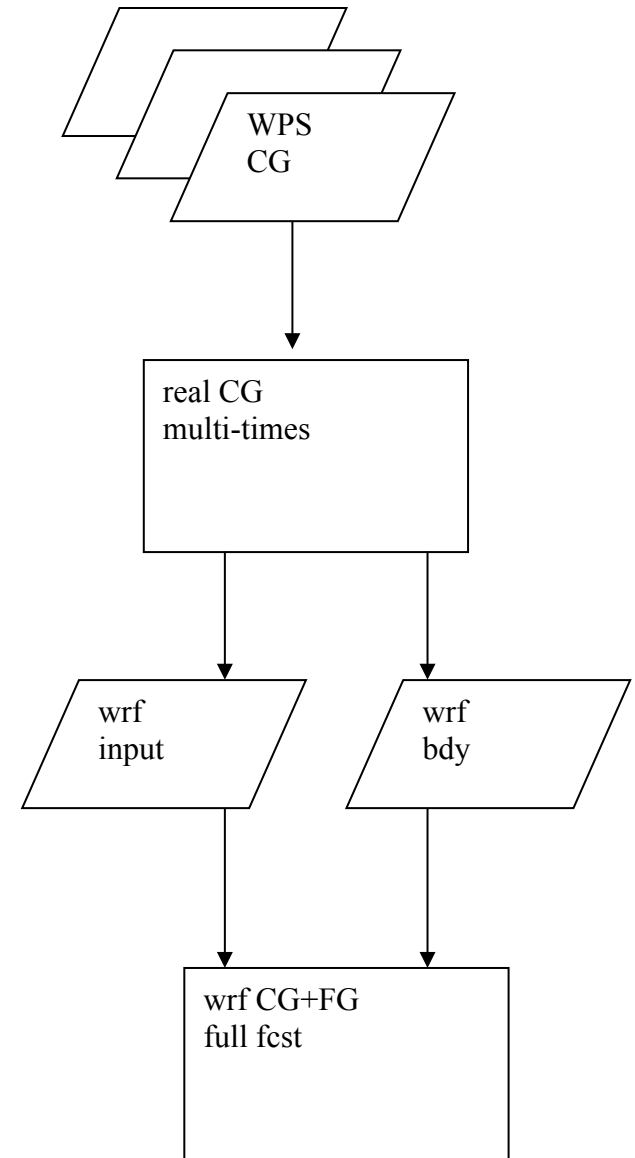 WPS
CG
real CG
multi-times
wrf
input
wrf
bdy
wrf CG+FG
full fcst